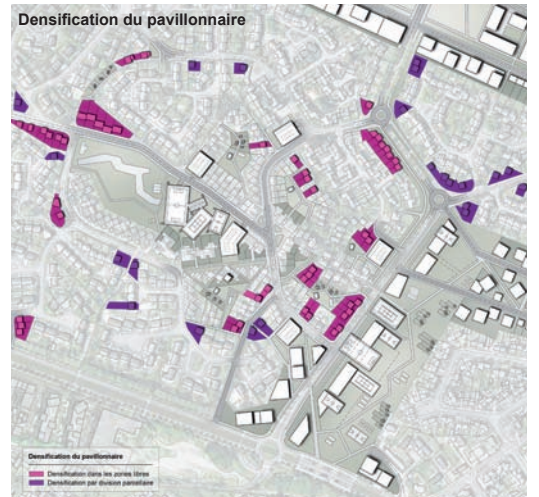 Densification du pavillonnaire
Densification du pavillonnaire
Densification dans les zones libres
Densification par division parcellaire